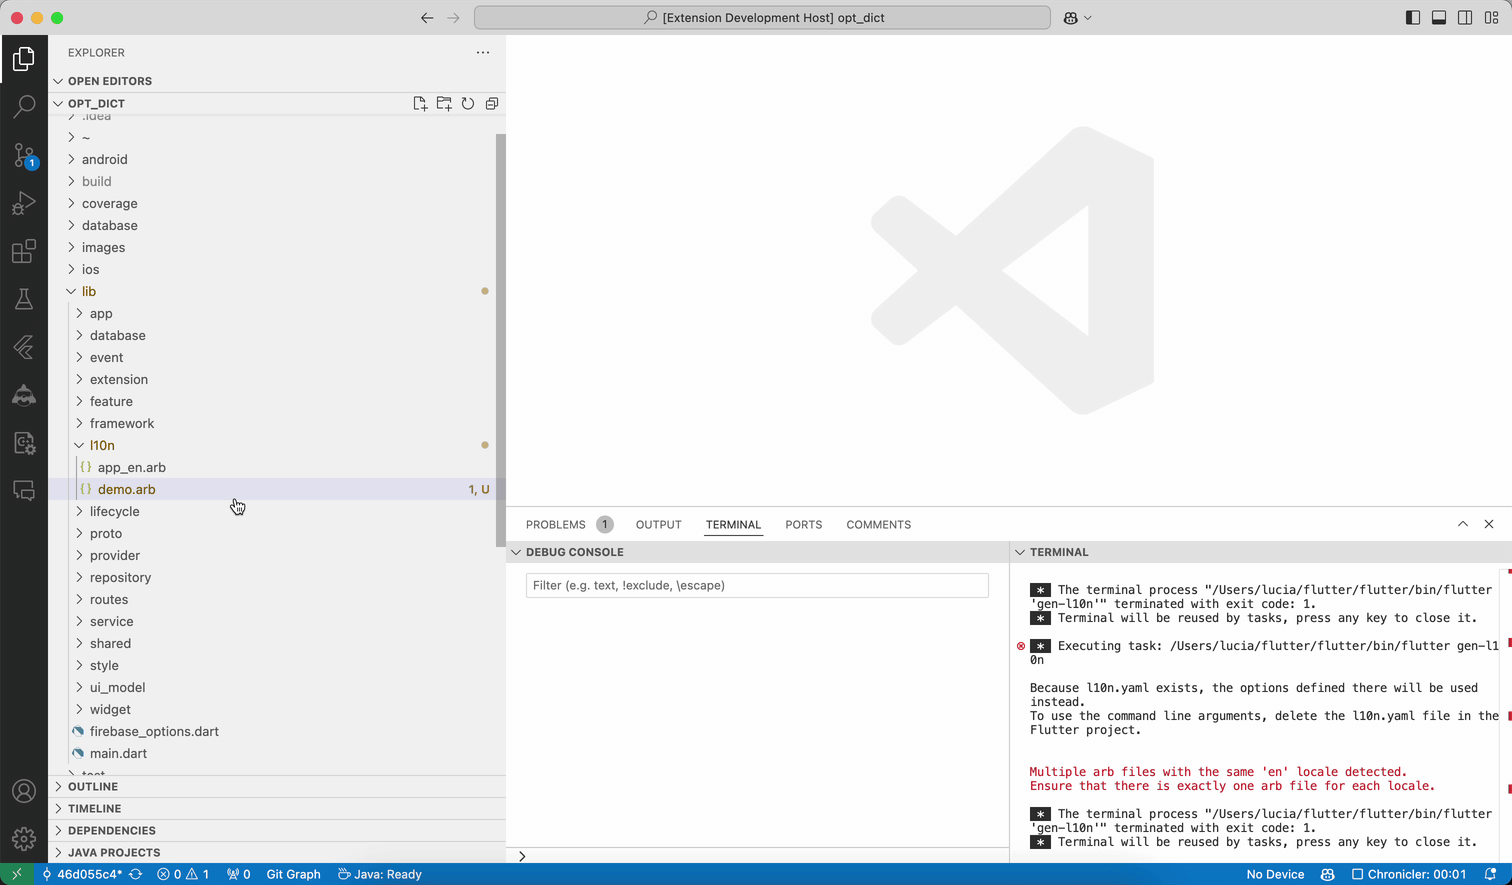 [Extension Development Host] opt_dict
EXPLORER
OPEN EDITORS
OPT_DICT
.idea
~
android
build
coverage
database
images
ios
lib
app
database
event
extension
feature
framework
l10n
{} app_en.arb
{} demo.arb 1, U
lifecycle
proto
provider
repository
routes
service
shared
style
ui_model
widget
firebase_options.dart
main.dart
test
OUTLINE
TIMELINE
DEPENDENCIES
JAVA PROJECTS
1
PROBLEMS 1 OUTPUT TERMINAL PORTS COMMENTS
DEBUG CONSOLE
Filter (e.g. text, !exclude, \escape)
TERMINAL
* The terminal process "/Users/lucia/flutter/flutter/bin/flutter
'gen-l10n'" terminated with exit code: 1.
* Terminal will be reused by tasks, press any key to close it.
* Executing task: /Users/lucia/flutter/flutter/bin/flutter gen-l1
0n
Because l10n.yaml exists, the options defined there will be used
instead.
To use the command line arguments, delete the l10n.yaml file in the
Flutter project.
Multiple arb files with the same 'en' locale detected.
Ensure that there is exactly one arb file for each locale.
* The terminal process "/Users/lucia/flutter/flutter/bin/flutter
'gen-l10n'" terminated with exit code: 1.
* Terminal will be reused by tasks, press any key to close it.
46d055c4* 0 1 0 Git Graph Java: Ready No Device Chronicler: 00:01